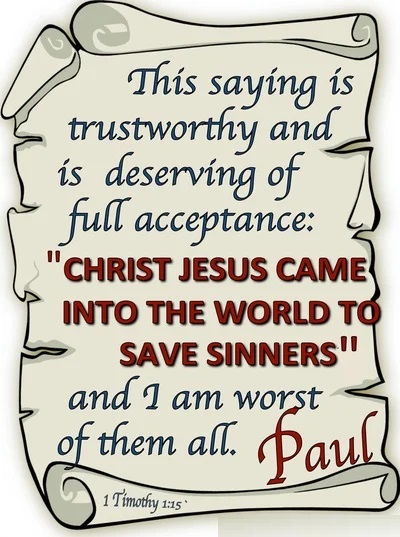 This saying is
trustworthy and
is deserving of
full acceptance:
"CHRIST JESUS CAME
INTO THE WORLD TO
SAVE SINNERS"
and I am worst
of them all. Paul
1 Timothy 1:15`